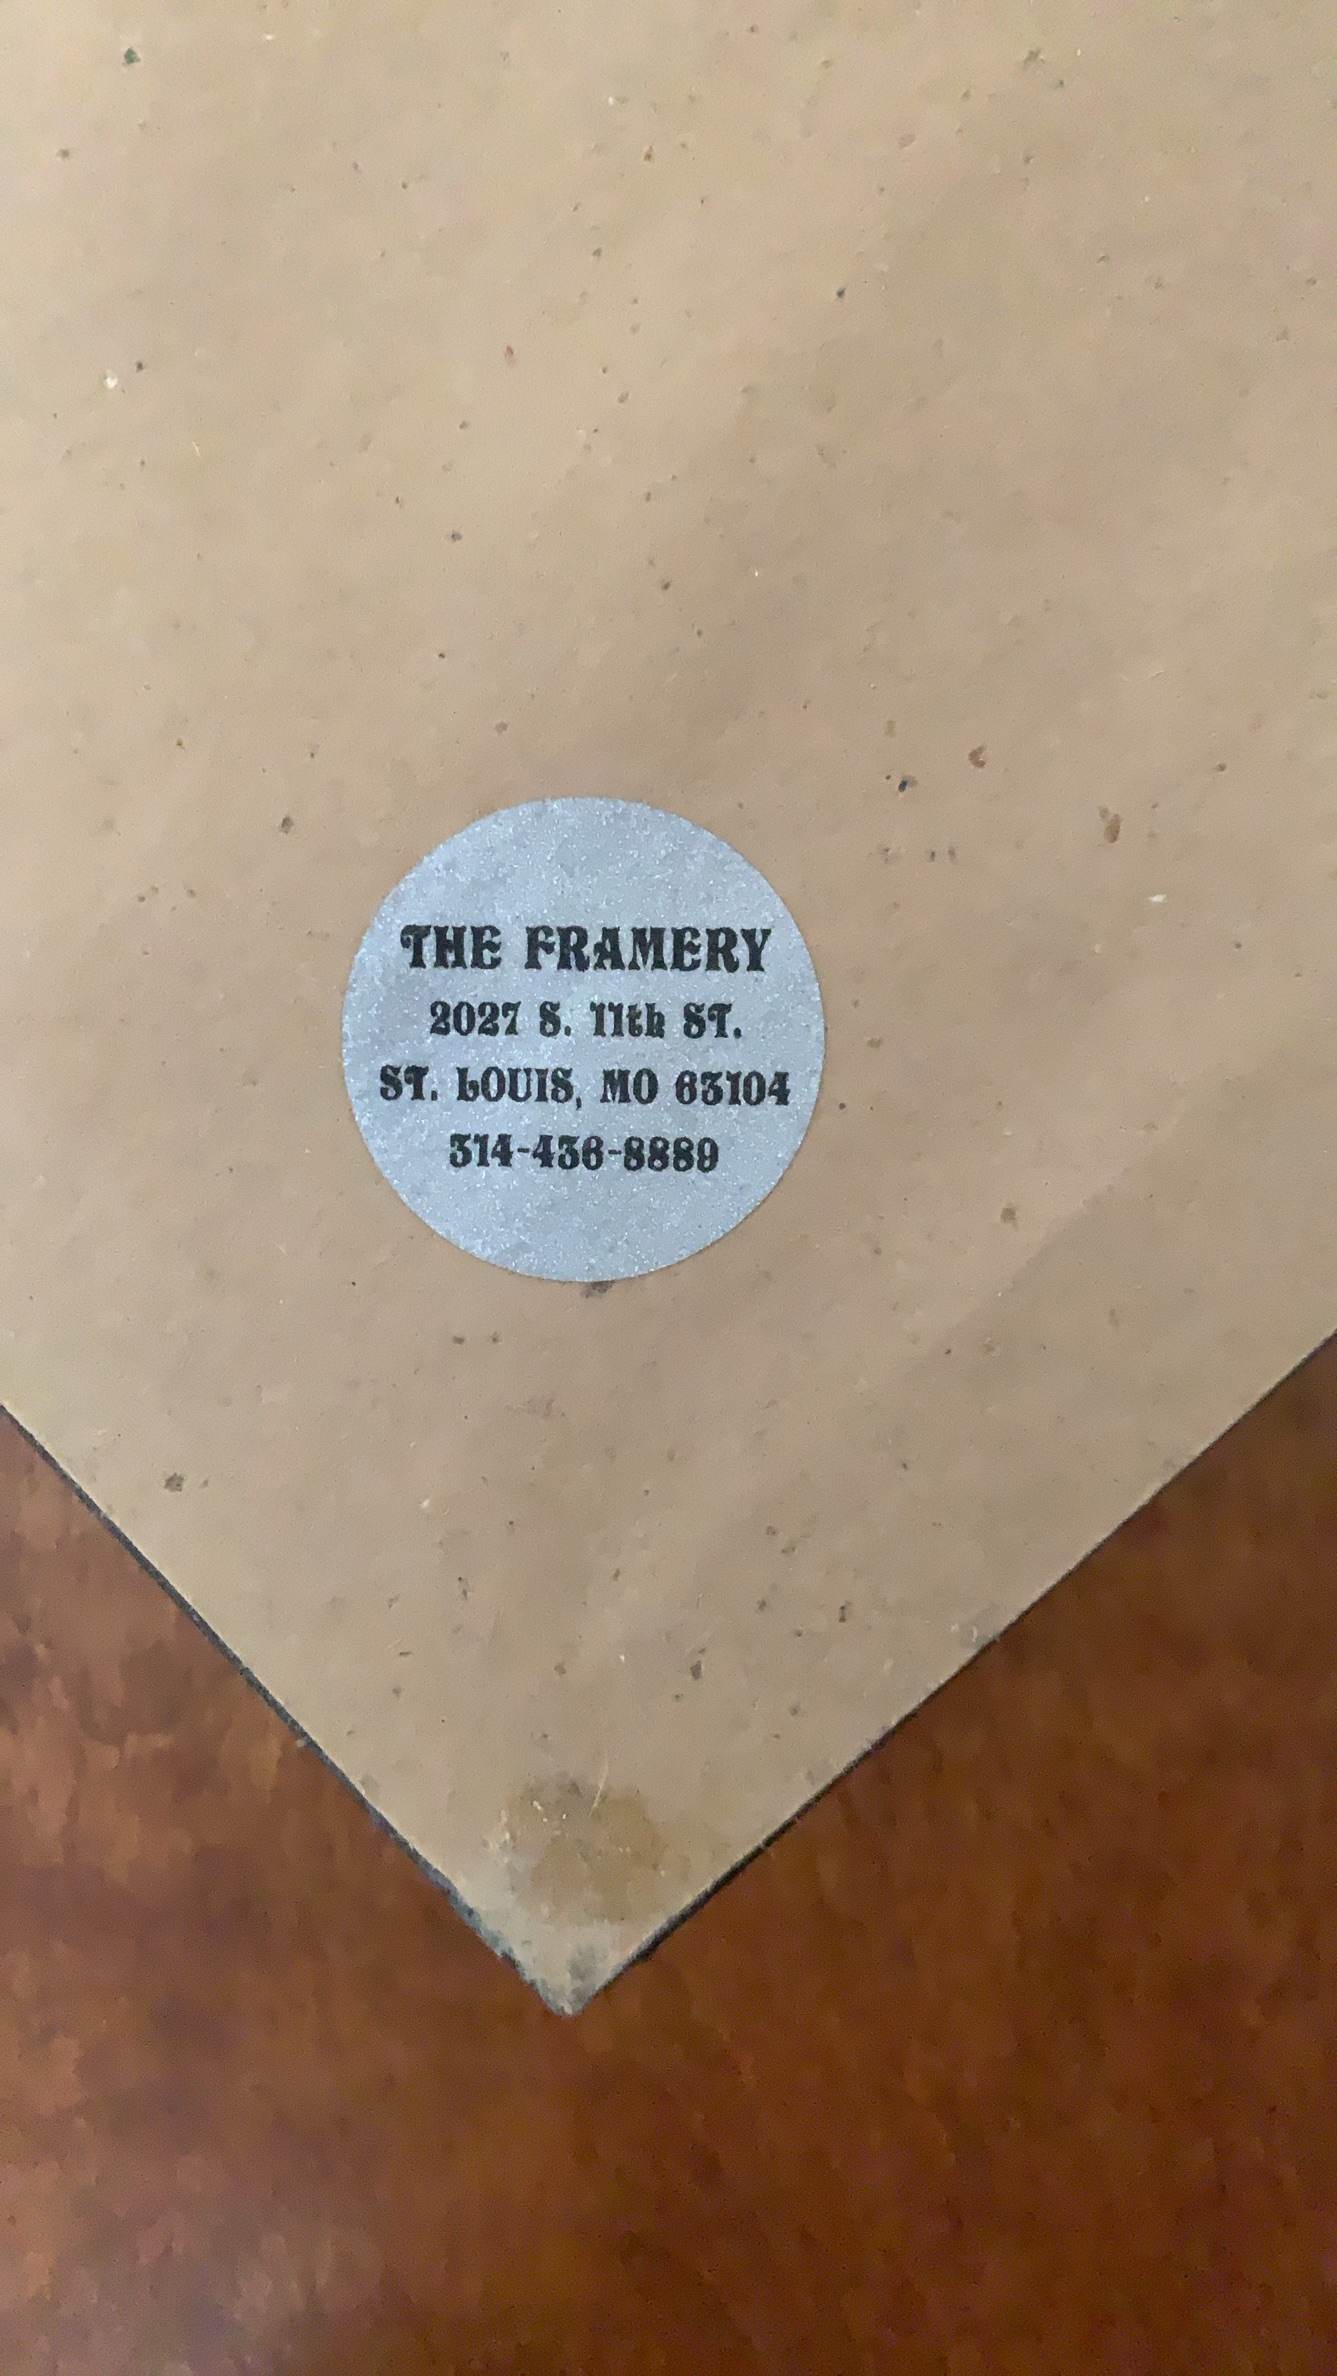 THE FRAMERY
2027 S. 11th ST.
ST. LOUIS, MO 63104
314-436-8889